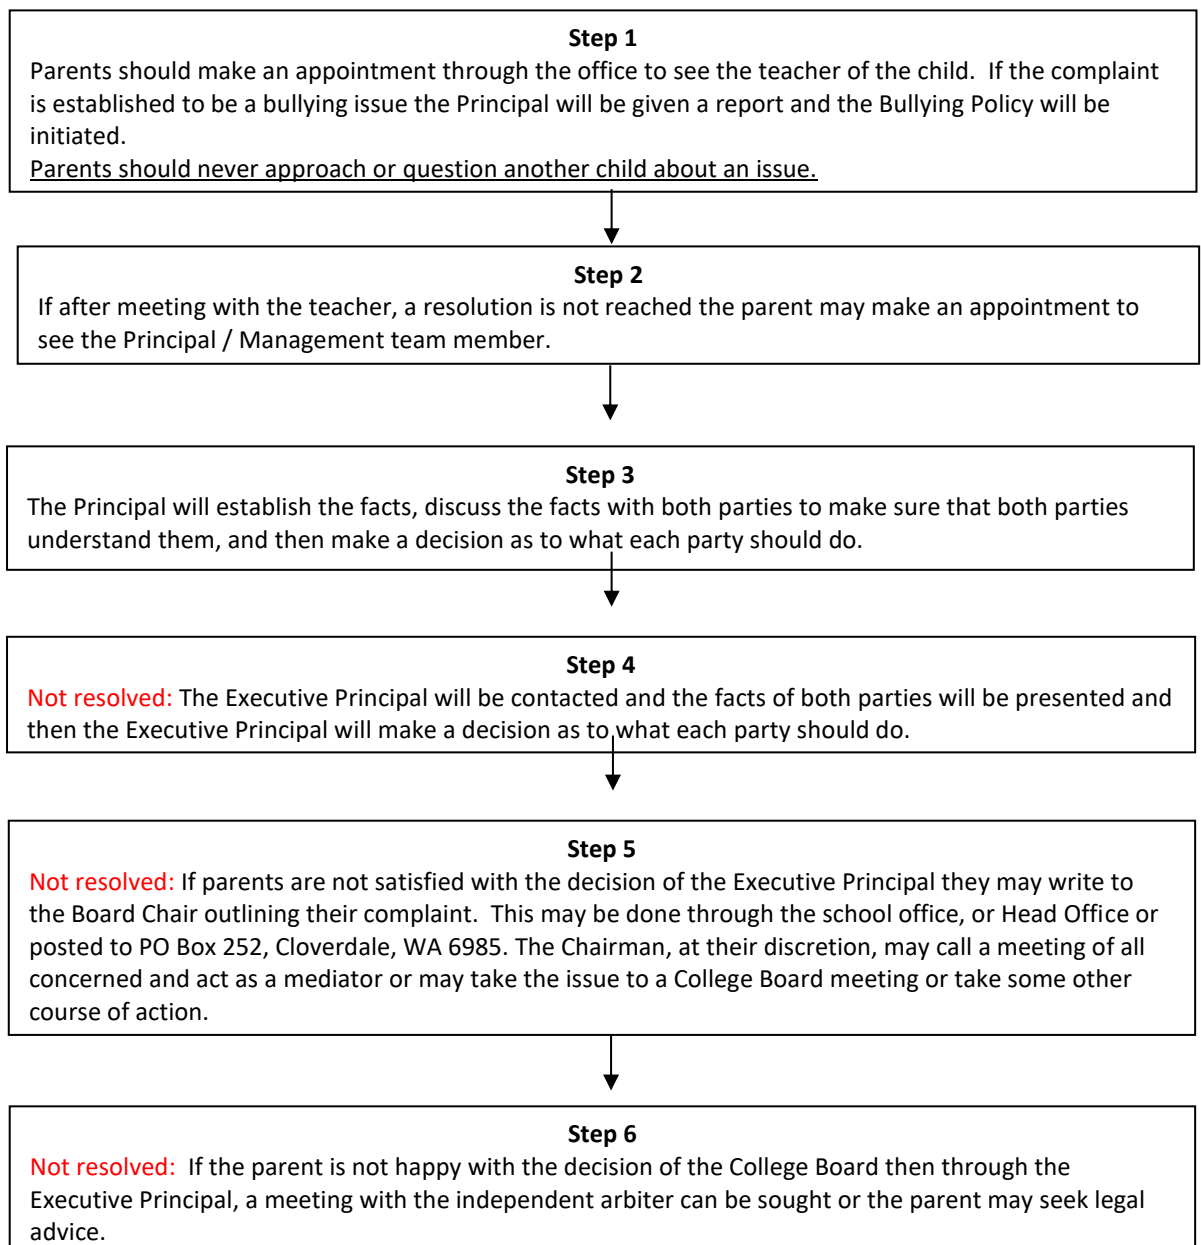 Step 1
Parents should make an appointment through the office to see the teacher of the child.  If the complaint
is established to be a bullying issue the Principal will be given a report and the Bullying Policy will be
initiated.
Parents should never approach or question another child about an issue.
Step 2
If after meeting with the teacher, a resolution is not reached the parent may make an appointment to
see the Principal / Management team member.
Step 3
The Principal will establish the facts, discuss the facts with both parties to make sure that both parties
understand them, and then make a decision as to what each party should do.
Step 4
Not resolved: The Executive Principal will be contacted and the facts of both parties will be presented and
then the Executive Principal will make a decision as to what each party should do.
Step 5
Not resolved: If parents are not satisfied with the decision of the Executive Principal they may write to
the Board Chair outlining their complaint.  This may be done through the school office, or Head Office or
posted to PO Box 252, Cloverdale, WA 6985. The Chairman, at their discretion, may call a meeting of all
concerned and act as a mediator or may take the issue to a College Board meeting or take some other
course of action.
Step 6
Not resolved:  If the parent is not happy with the decision of the College Board then through the
Executive Principal, a meeting with the independent arbiter can be sought or the parent may seek legal
advice.